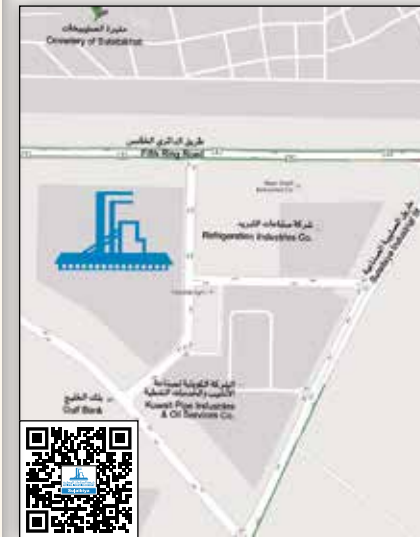 مقبرة الصليبيخات
Cemetery of Sulaibikhat
طريق الدائري الخامس
Fifth Ring Road
شركة صناعات التبريد
Refrigeration Industries Co.
بنك الخليج
Gulf Bank
الشركة الكويتية لصناعة
الأنابيب والخدمات النفطية
Kuwait Pipe Industries
& Oil Services Co.